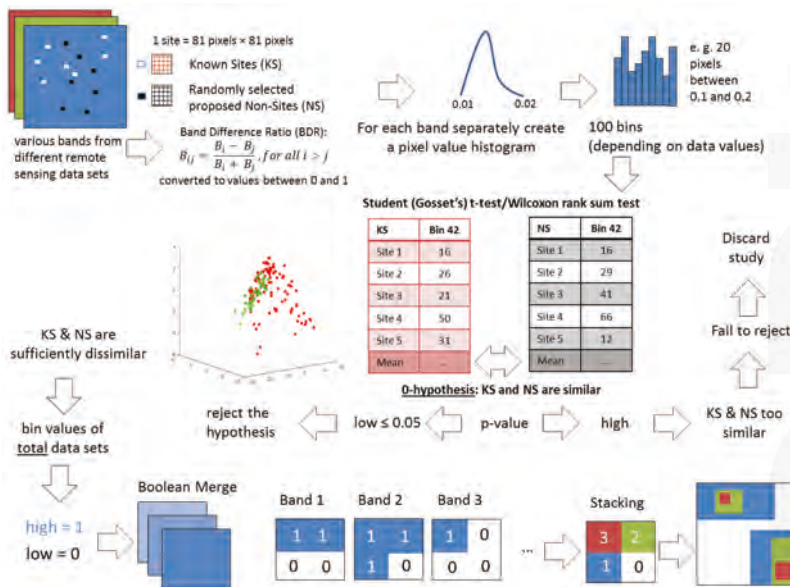 1 site = 81 pixels × 81 pixels
Known Sites (KS)
Randomly selected
proposed Non-Sites (NS)
various bands from
different remote
sensing data sets
Band Difference Ratio (BDR):
B_ij = (B_i − B_j) / (B_i + B_j), for all i > j
converted to values between 0 and 1
0.01 0.02
For each band separately create
a pixel value histogram
e. g. 20
pixels
between
0,1 and 0,2
100 bins
(depending on data values)
Student (Gosset's) t-test/Wilcoxon rank sum test
KS Bin 42
Site 1 16
Site 2 26
Site 3 21
Site 4 50
Site 5 31
Mean ...
NS Bin 42
Site 1 16
Site 2 29
Site 3 41
Site 4 66
Site 5 12
Mean ...
0-hypothesis: KS and NS are similar
Discard
study
Fail to reject
KS & NS too
similar
high
p-value
low ≤ 0.05
reject the
hypothesis
KS & NS are
sufficiently dissimilar
bin values of
total data sets
high = 1
low = 0
Boolean Merge
Band 1 Band 2 Band 3
1 1 1 1 1 0
0 0 1 0 0 0
...
Stacking
3 2
1 0